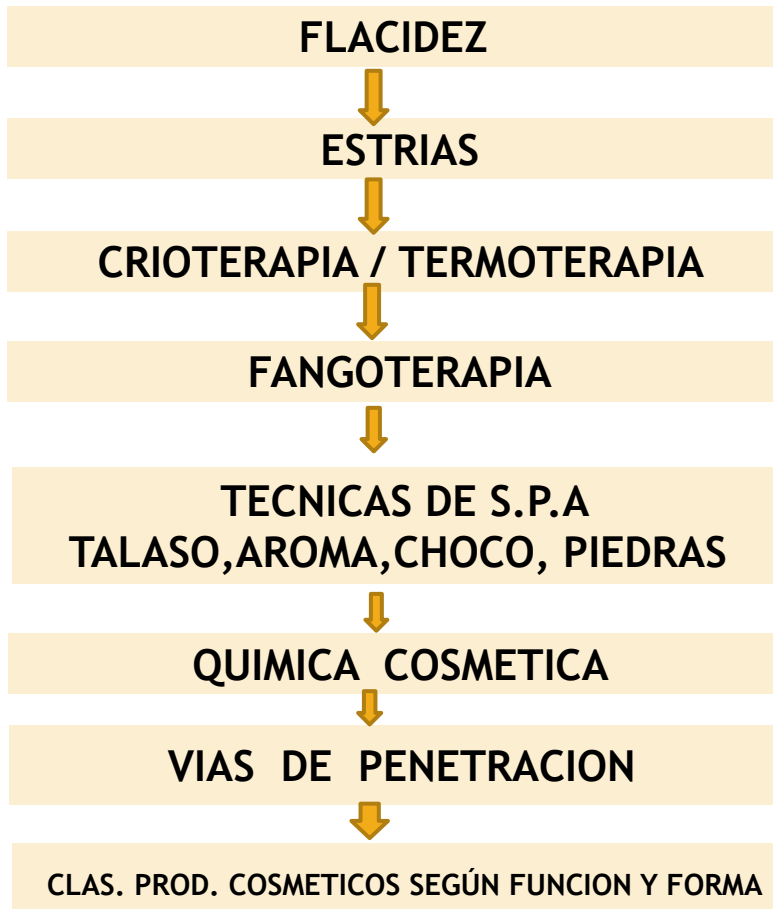 FLACIDEZ
ESTRIAS
CRIOTERAPIA / TERMOTERAPIA
FANGOTERAPIA
TECNICAS DE S.P.A
TALASO,AROMA,CHOCO, PIEDRAS
QUIMICA COSMETICA
VIAS DE PENETRACION
CLAS. PROD. COSMETICOS SEGÚN FUNCION Y FORMA